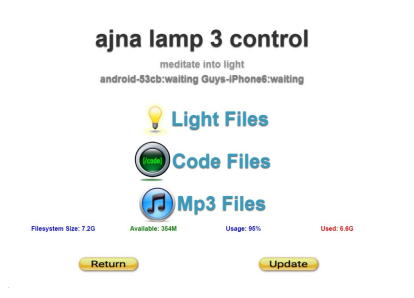 ajna lamp 3 control
meditate into light
android-53cb:waiting Guys-iPhone6:waiting
Light Files
[/code] Code Files
Mp3 Files
Filesystem Size: 7.2G Available: 354M Usage: 95% Used: 6.6G
Return Update